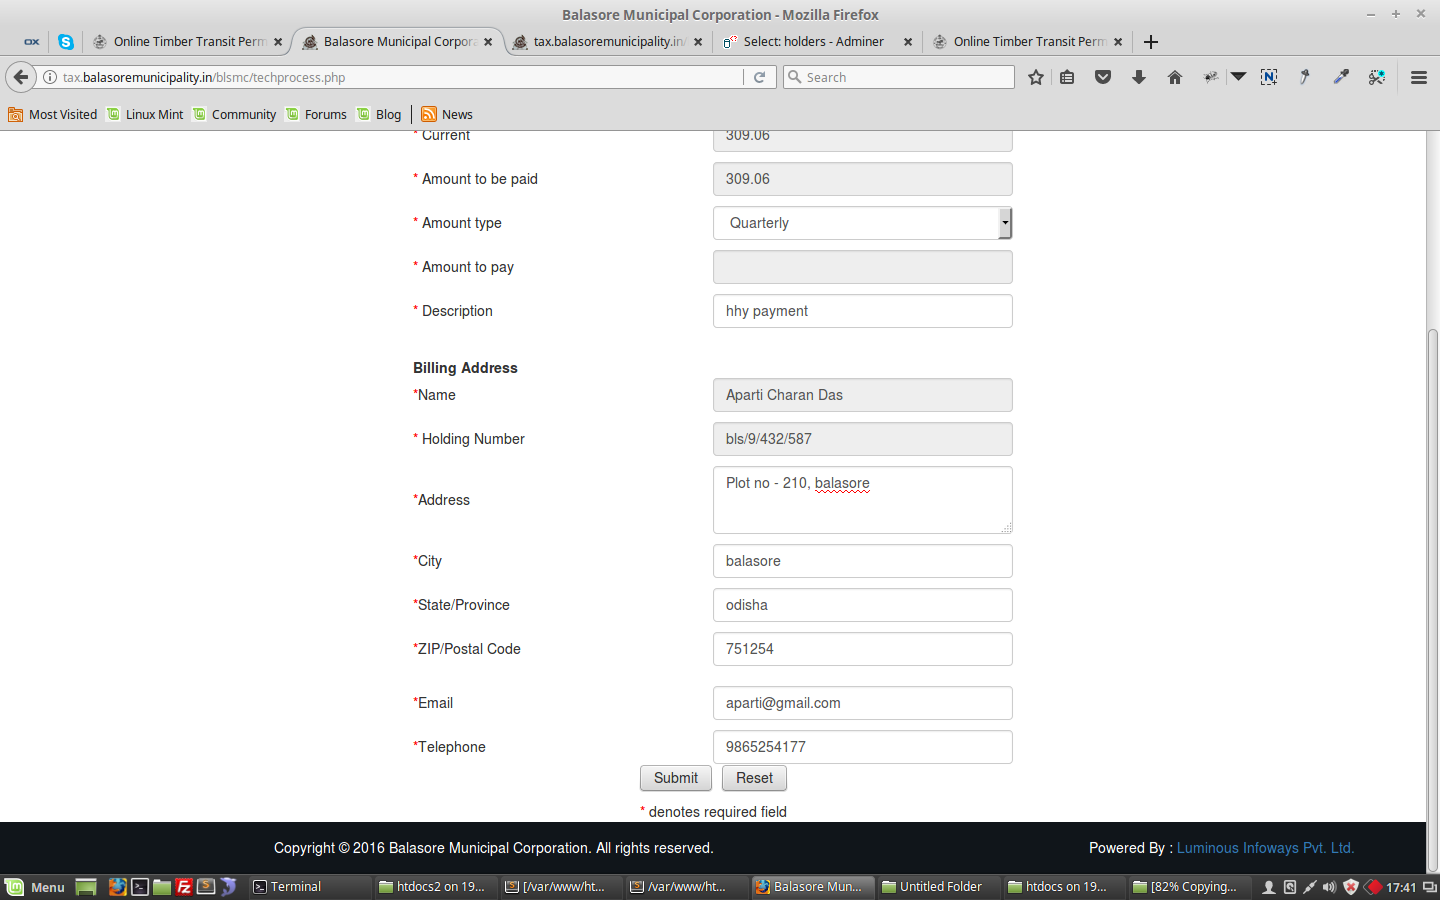 Balasore Municipal Corporation - Mozilla Firefox
OX
Online Timber Transit Perm
Balasore Municipal Corpora
tax.balasoremunicipality.in/
Select: holders - Adminer
Online Timber Transit Perm
tax.balasoremunicipality.in/blsmc/techprocess.php
Search
Most Visited
Linux Mint
Community
Forums
Blog
News
* Current 309.06
* Amount to be paid 309.06
* Amount type Quarterly
* Amount to pay
* Description hhy payment
Billing Address
*Name Aparti Charan Das
* Holding Number bls/9/432/587
*Address Plot no - 210, balasore
*City balasore
*State/Province odisha
*ZIP/Postal Code 751254
*Email aparti@gmail.com
*Telephone 9865254177
Submit Reset
* denotes required field
Copyright © 2016 Balasore Municipal Corporation. All rights reserved.
Powered By : Luminous Infoways Pvt. Ltd.
Menu
Terminal
htdocs2 on 19...
[/var/www/ht...
/var/www/ht...
Balasore Mun...
Untitled Folder
htdocs on 19...
[82% Copying...
17:41